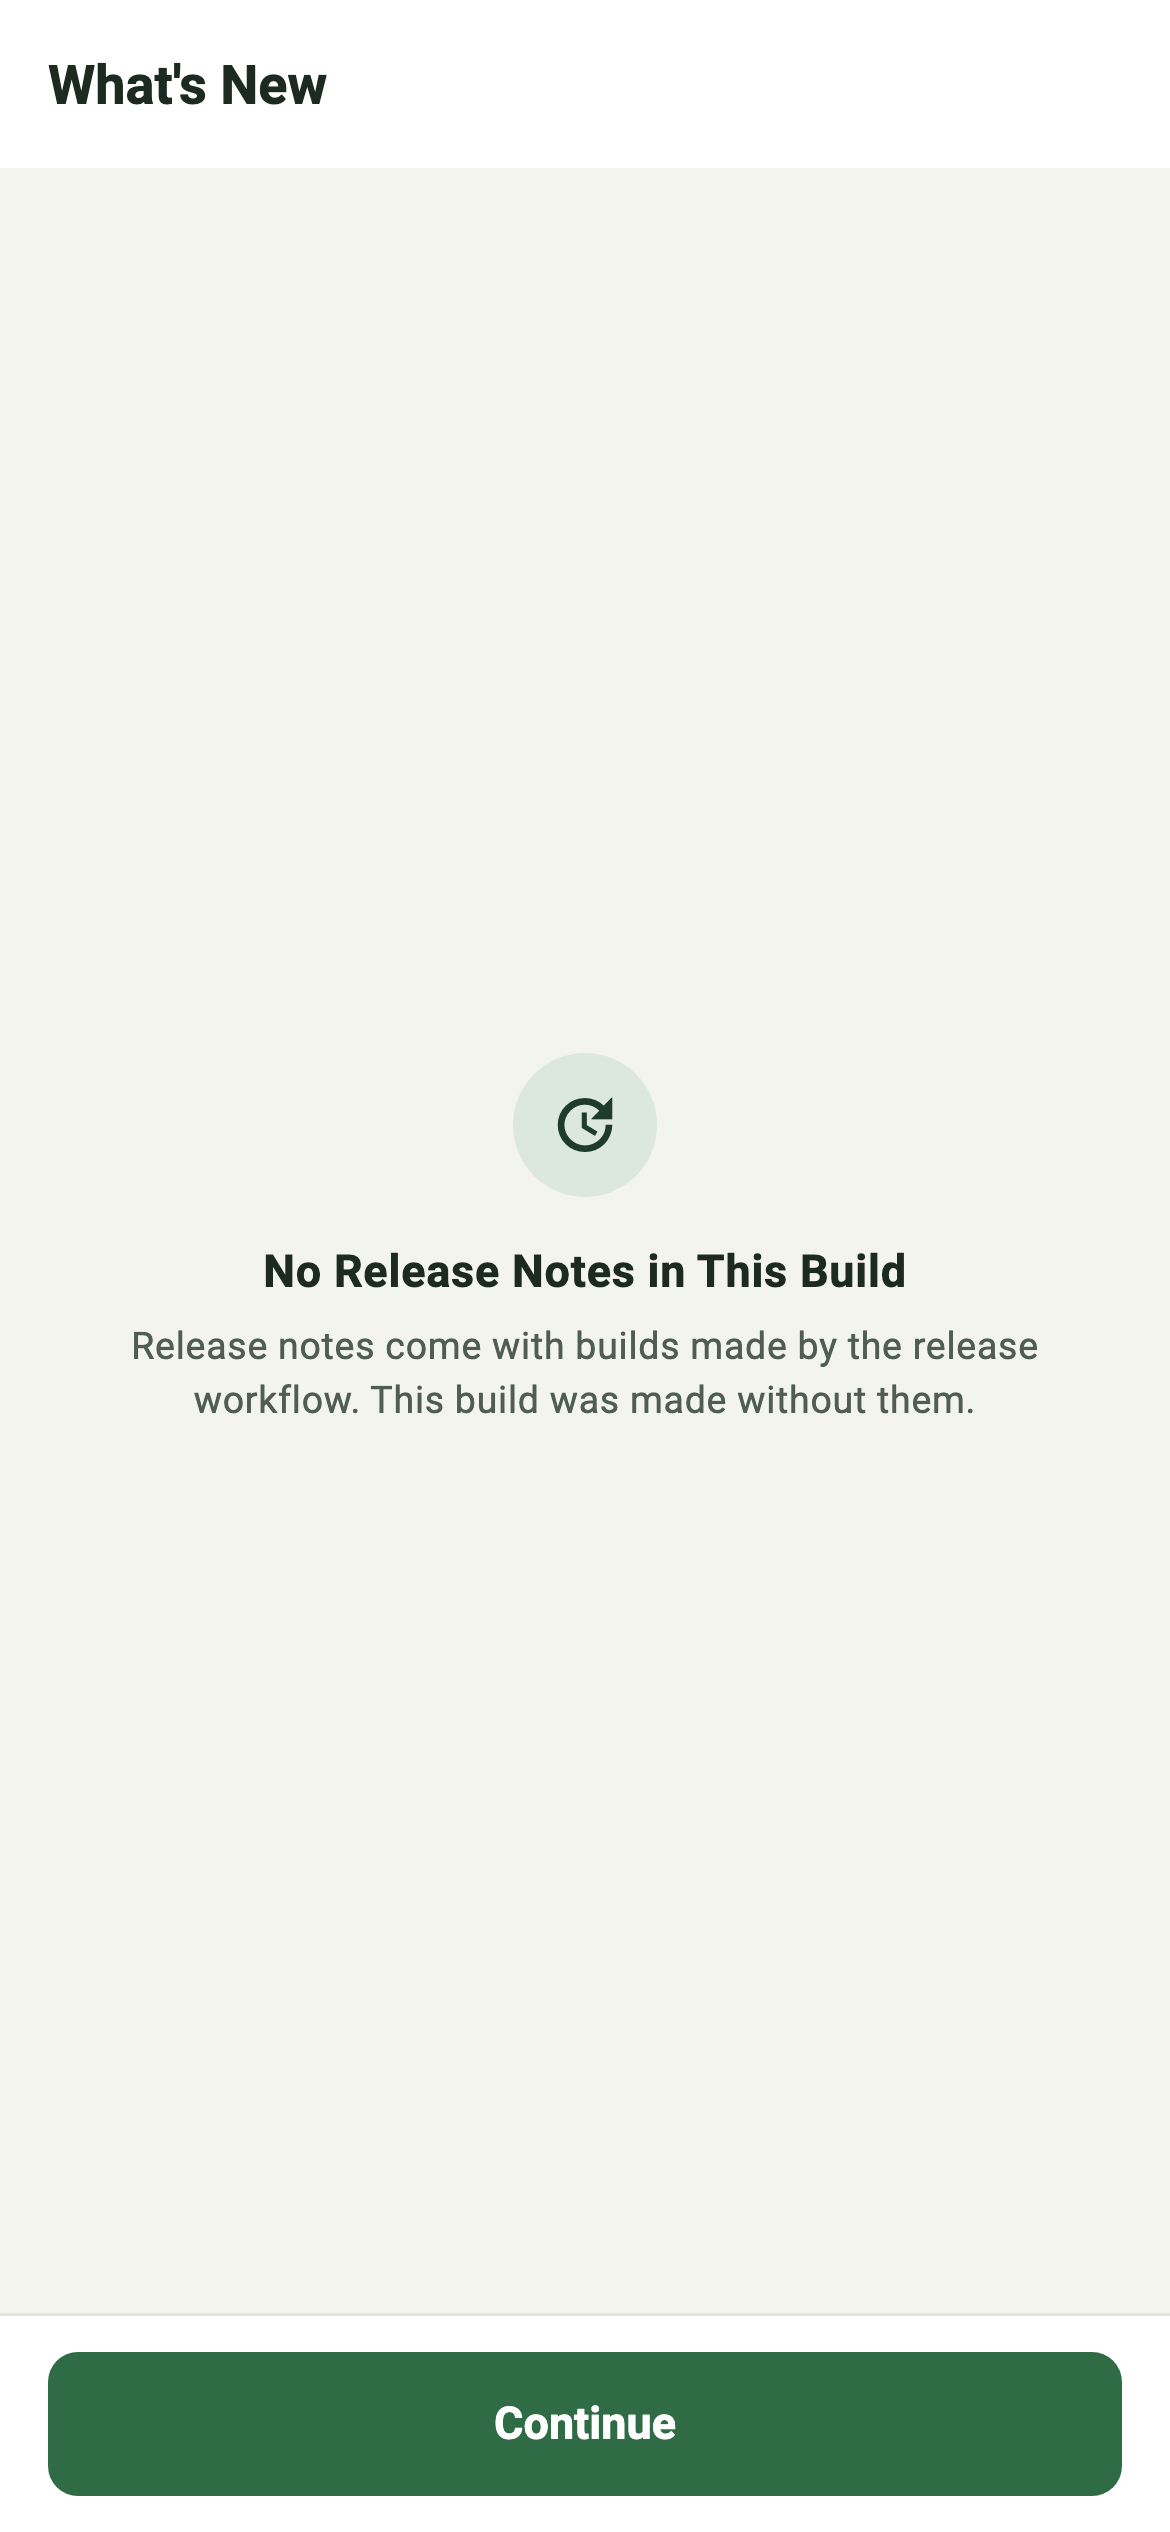 What's New
No Release Notes in This Build
Release notes come with builds made by the release
workflow. This build was made without them.
Continue